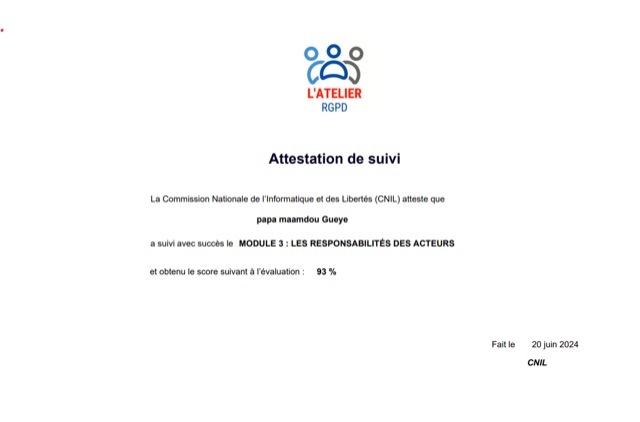 L'ATELIER
RGPD
Attestation de suivi
La Commission Nationale de l'Informatique et des Libertés (CNIL) atteste que
papa maamdou Gueye
a suivi avec succès le MODULE 3 : LES RESPONSABILITÉS DES ACTEURS
et obtenu le score suivant à l'évaluation : 93 %
Fait le 20 juin 2024
CNIL